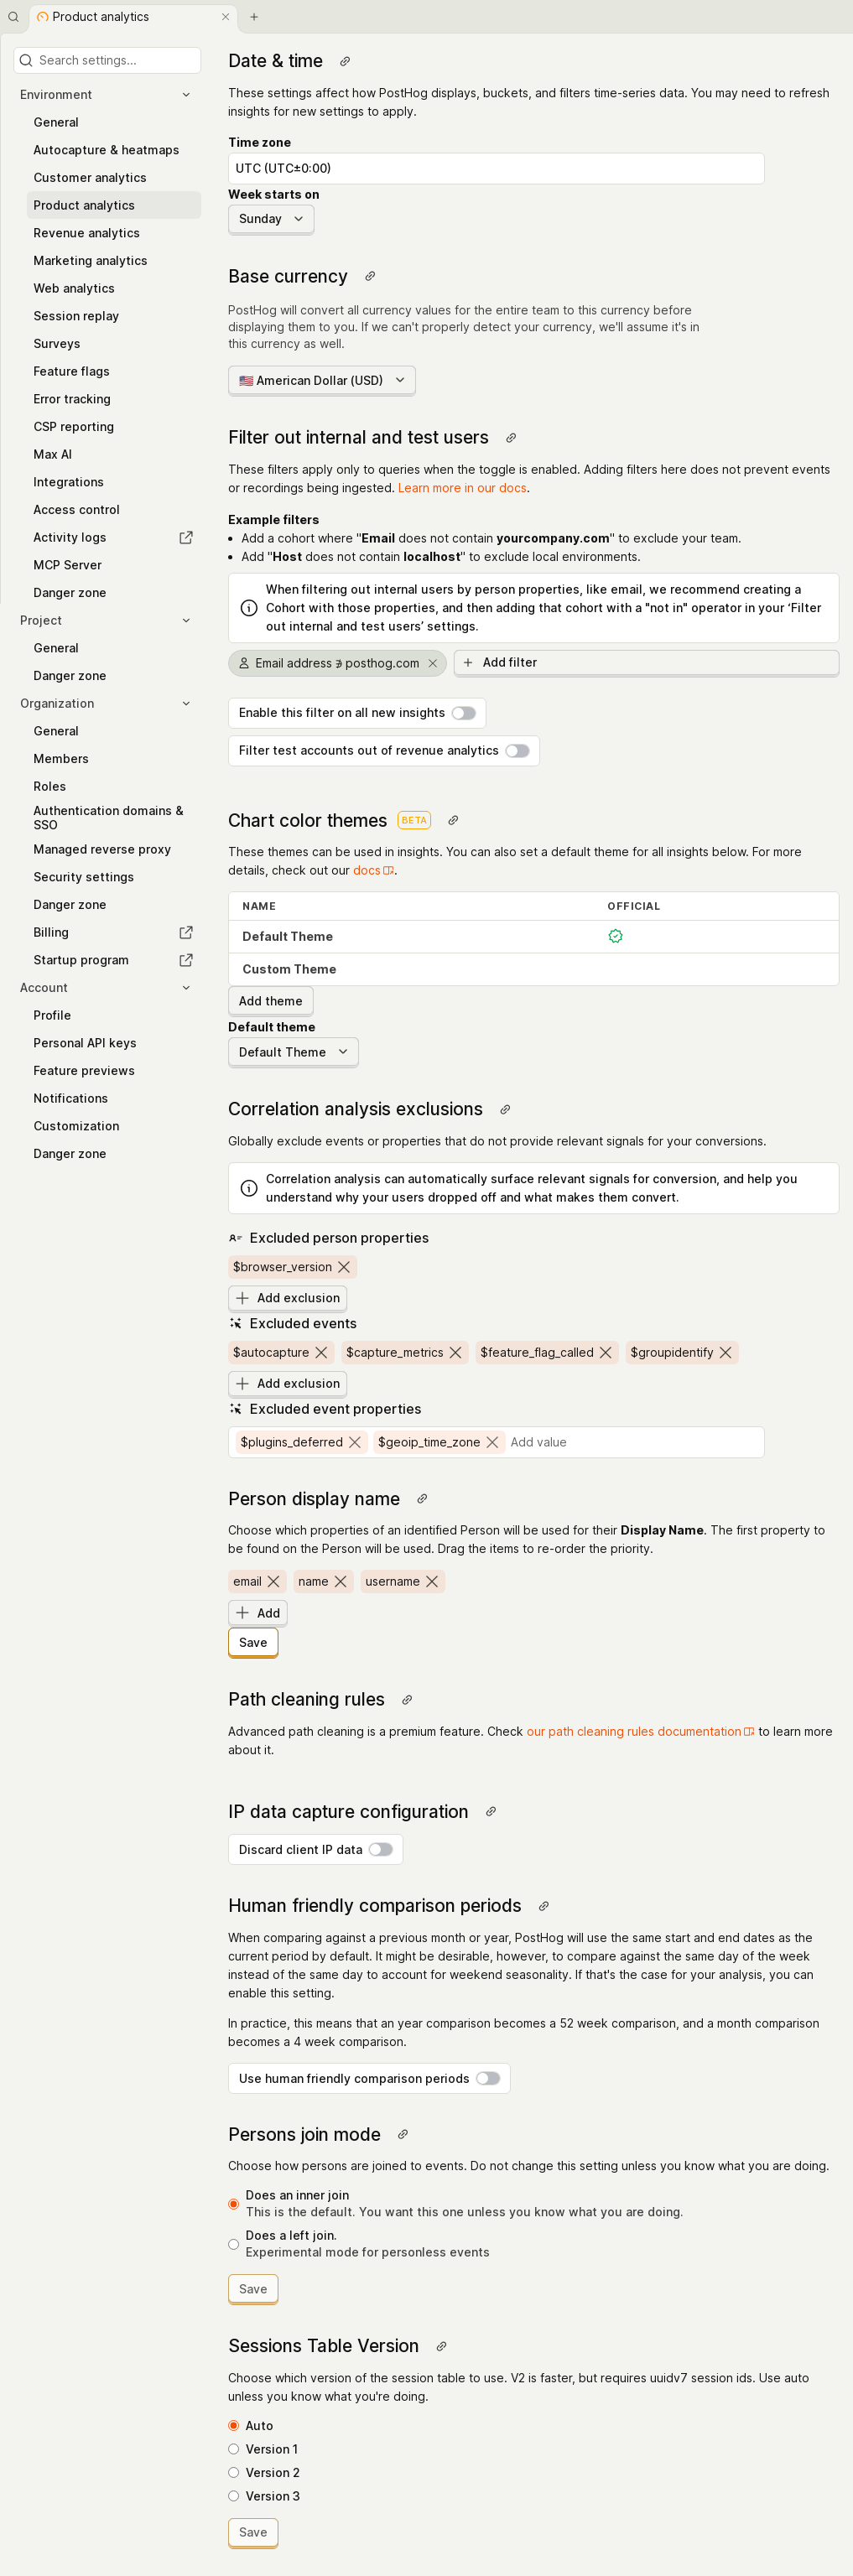 Product analytics
Search settings...
Environment
General
Autocapture & heatmaps
Customer analytics
Product analytics
Revenue analytics
Marketing analytics
Web analytics
Session replay
Surveys
Feature flags
Error tracking
CSP reporting
Max AI
Integrations
Access control
Activity logs
MCP Server
Danger zone
Project
General
Danger zone
Organization
General
Members
Roles
Authentication domains &
SSO
Managed reverse proxy
Security settings
Danger zone
Billing
Startup program
Account
Profile
Personal API keys
Feature previews
Notifications
Customization
Danger zone
Date & time
These settings affect how PostHog displays, buckets, and filters time-series data. You may need to refresh
insights for new settings to apply.
Time zone
UTC (UTC±0:00)
Week starts on
Sunday
Base currency
PostHog will convert all currency values for the entire team to this currency before
displaying them to you. If we can't properly detect your currency, we'll assume it's in
this currency as well.
🇺🇸 American Dollar (USD)
Filter out internal and test users
These filters apply only to queries when the toggle is enabled. Adding filters here does not prevent events
or recordings being ingested. Learn more in our docs.
Example filters
• Add a cohort where "Email does not contain yourcompany.com" to exclude your team.
• Add "Host does not contain localhost" to exclude local environments.
When filtering out internal users by person properties, like email, we recommend creating a
Cohort with those properties, and then adding that cohort with a "not in" operator in your ‘Filter
out internal and test users’ settings.
Email address ∌ posthog.com
Add filter
Enable this filter on all new insights
Filter test accounts out of revenue analytics
Chart color themes BETA
These themes can be used in insights. You can also set a default theme for all insights below. For more
details, check out our docs.
NAME OFFICIAL
Default Theme
Custom Theme
Add theme
Default theme
Default Theme
Correlation analysis exclusions
Globally exclude events or properties that do not provide relevant signals for your conversions.
Correlation analysis can automatically surface relevant signals for conversion, and help you
understand why your users dropped off and what makes them convert.
Excluded person properties
$browser_version
Add exclusion
Excluded events
$autocapture $capture_metrics $feature_flag_called $groupidentify
Add exclusion
Excluded event properties
$plugins_deferred $geoip_time_zone Add value
Person display name
Choose which properties of an identified Person will be used for their Display Name. The first property to
be found on the Person will be used. Drag the items to re-order the priority.
email name username
Add
Save
Path cleaning rules
Advanced path cleaning is a premium feature. Check our path cleaning rules documentation to learn more
about it.
IP data capture configuration
Discard client IP data
Human friendly comparison periods
When comparing against a previous month or year, PostHog will use the same start and end dates as the
current period by default. It might be desirable, however, to compare against the same day of the week
instead of the same day to account for weekend seasonality. If that's the case for your analysis, you can
enable this setting.
In practice, this means that an year comparison becomes a 52 week comparison, and a month comparison
becomes a 4 week comparison.
Use human friendly comparison periods
Persons join mode
Choose how persons are joined to events. Do not change this setting unless you know what you are doing.
Does an inner join
This is the default. You want this one unless you know what you are doing.
Does a left join.
Experimental mode for personless events
Save
Sessions Table Version
Choose which version of the session table to use. V2 is faster, but requires uuidv7 session ids. Use auto
unless you know what you're doing.
Auto
Version 1
Version 2
Version 3
Save